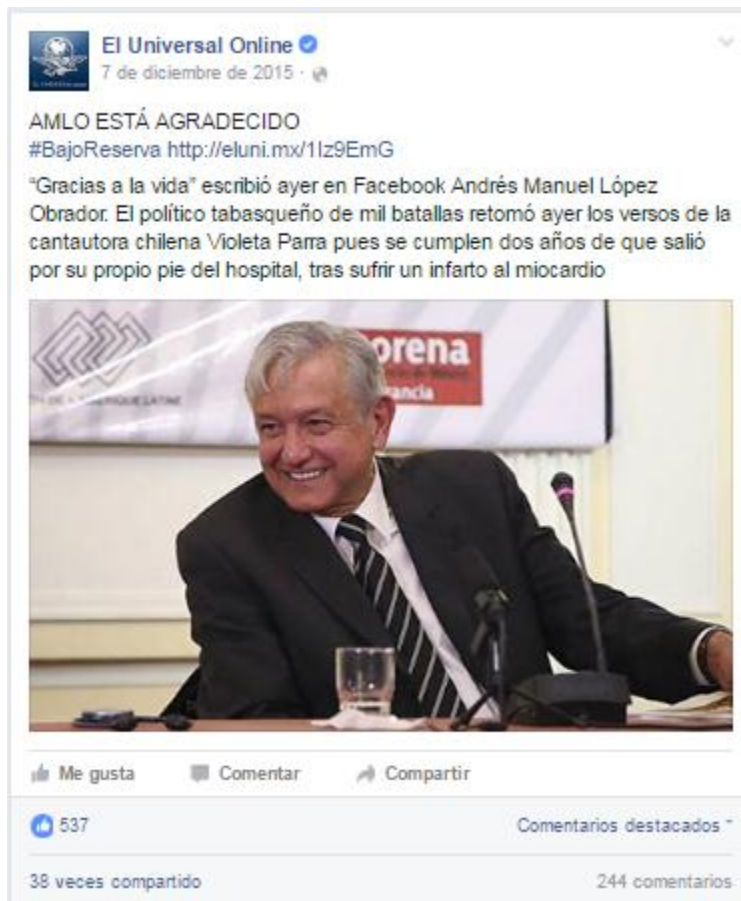 El Universal Online
7 de diciembre de 2015 ·
AMLO ESTÁ AGRADECIDO
#BajoReserva http://eluni.mx/1Iz9EmG
“Gracias a la vida” escribió ayer en Facebook Andrés Manuel López
Obrador. El político tabasqueño de mil batallas retomó ayer los versos de la
cantautora chilena Violeta Parra pues se cumplen dos años de que salió
por su propio pie del hospital, tras sufrir un infarto al miocardio
orena
rancia
Me gusta Comentar Compartir
537 Comentarios destacados
38 veces compartido 244 comentarios